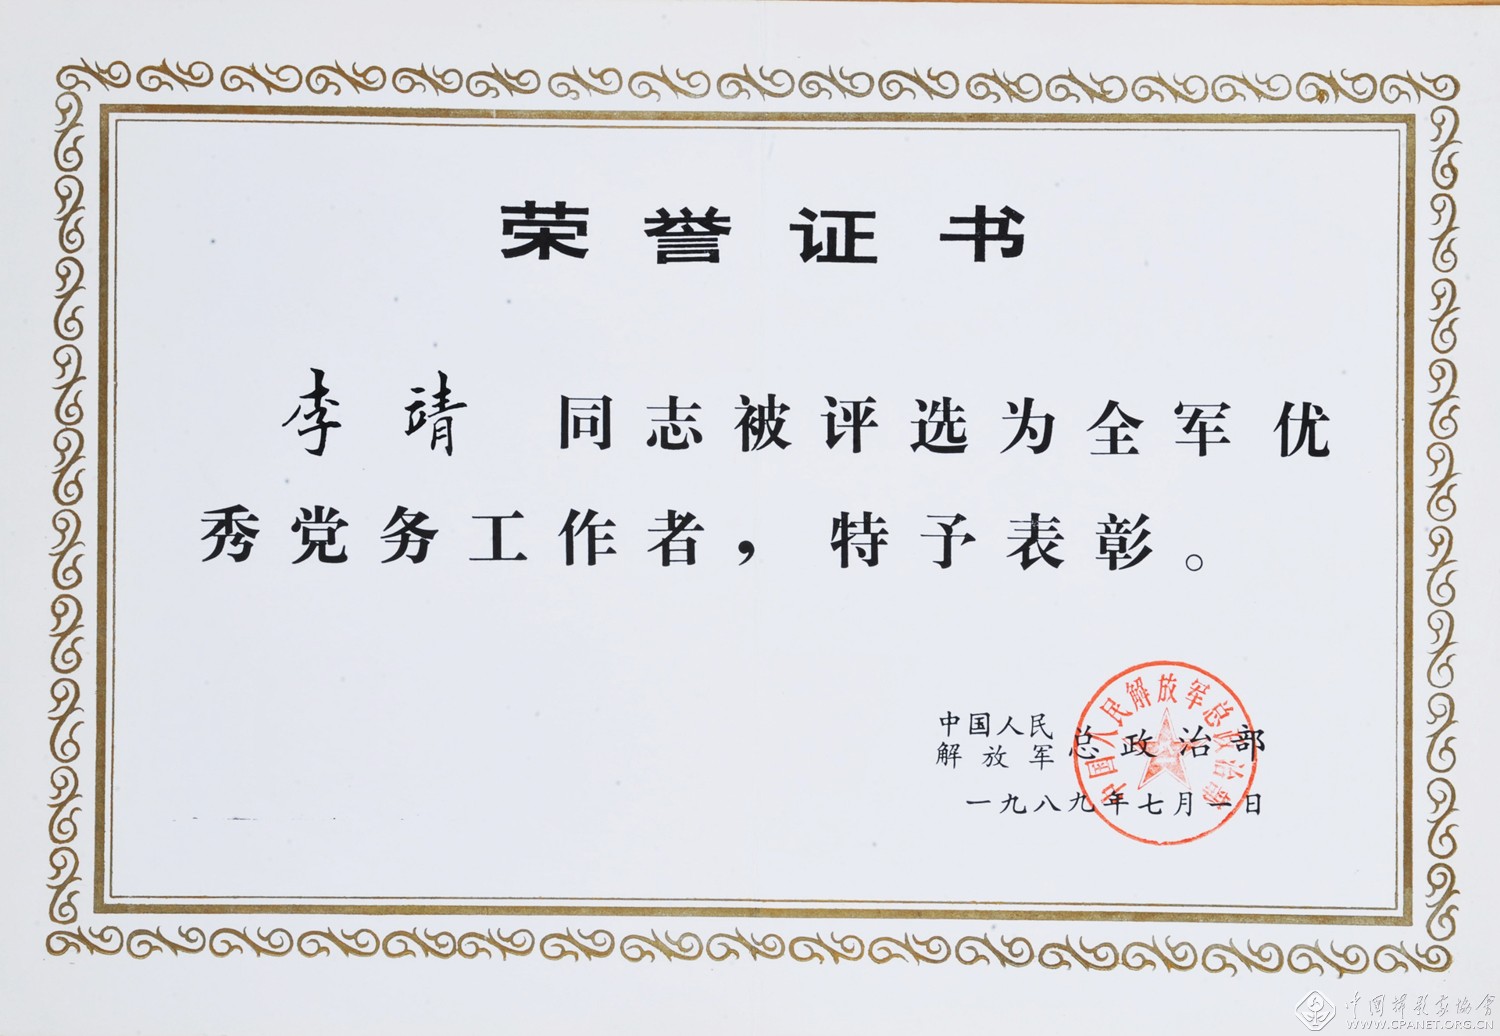 荣誉证书
李靖 同志被评选为全军优
秀党务工作者，特予表彰。
中国人民
解放军 总政治部
一九八九年七月一日
中国人民解放军总政治部
中国摄影家协会
WWW.CPANET.ORG.CN